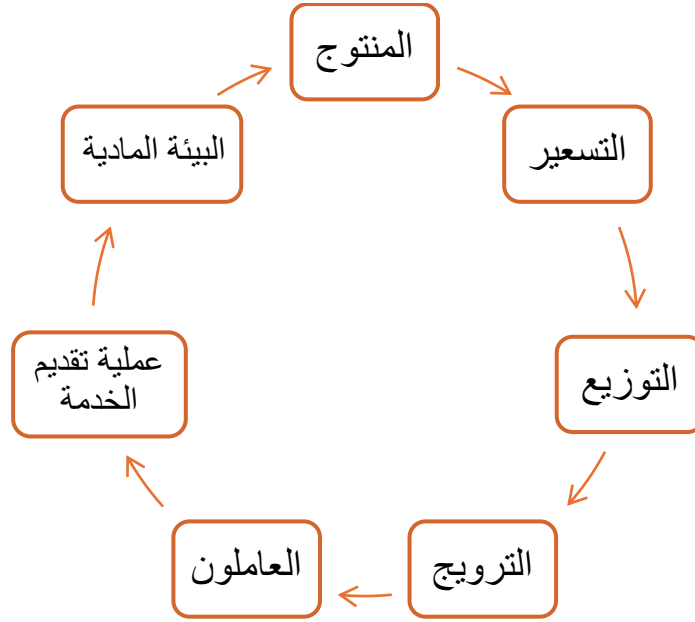 المنتوج
التسعير
التوزيع
الترويج
العاملون
عملية تقديم
الخدمة
البيئة المادية